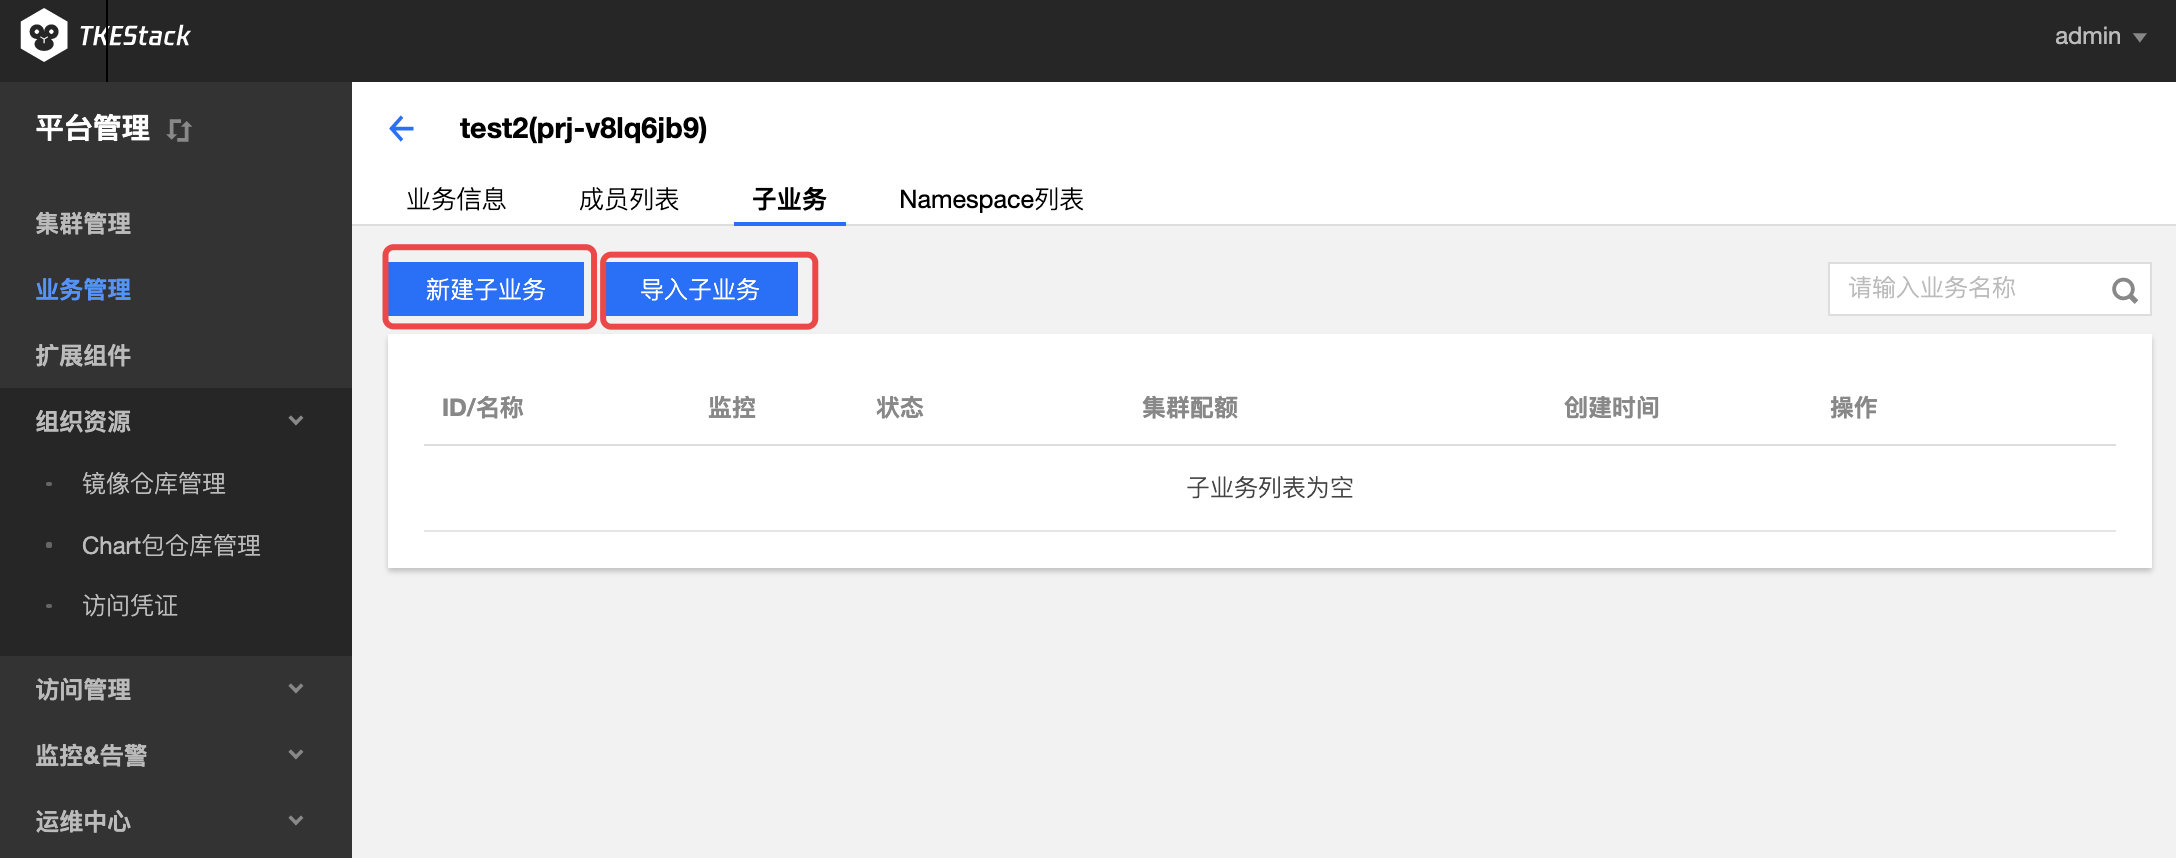 TKEStack
admin
平台管理
集群管理
业务管理
扩展组件
组织资源
镜像仓库管理
Chart包仓库管理
访问凭证
访问管理
监控&告警
运维中心
test2(prj-v8lq6jb9)
业务信息 成员列表 子业务 Namespace列表
新建子业务 导入子业务 请输入业务名称
ID/名称 监控 状态 集群配额 创建时间 操作
子业务列表为空